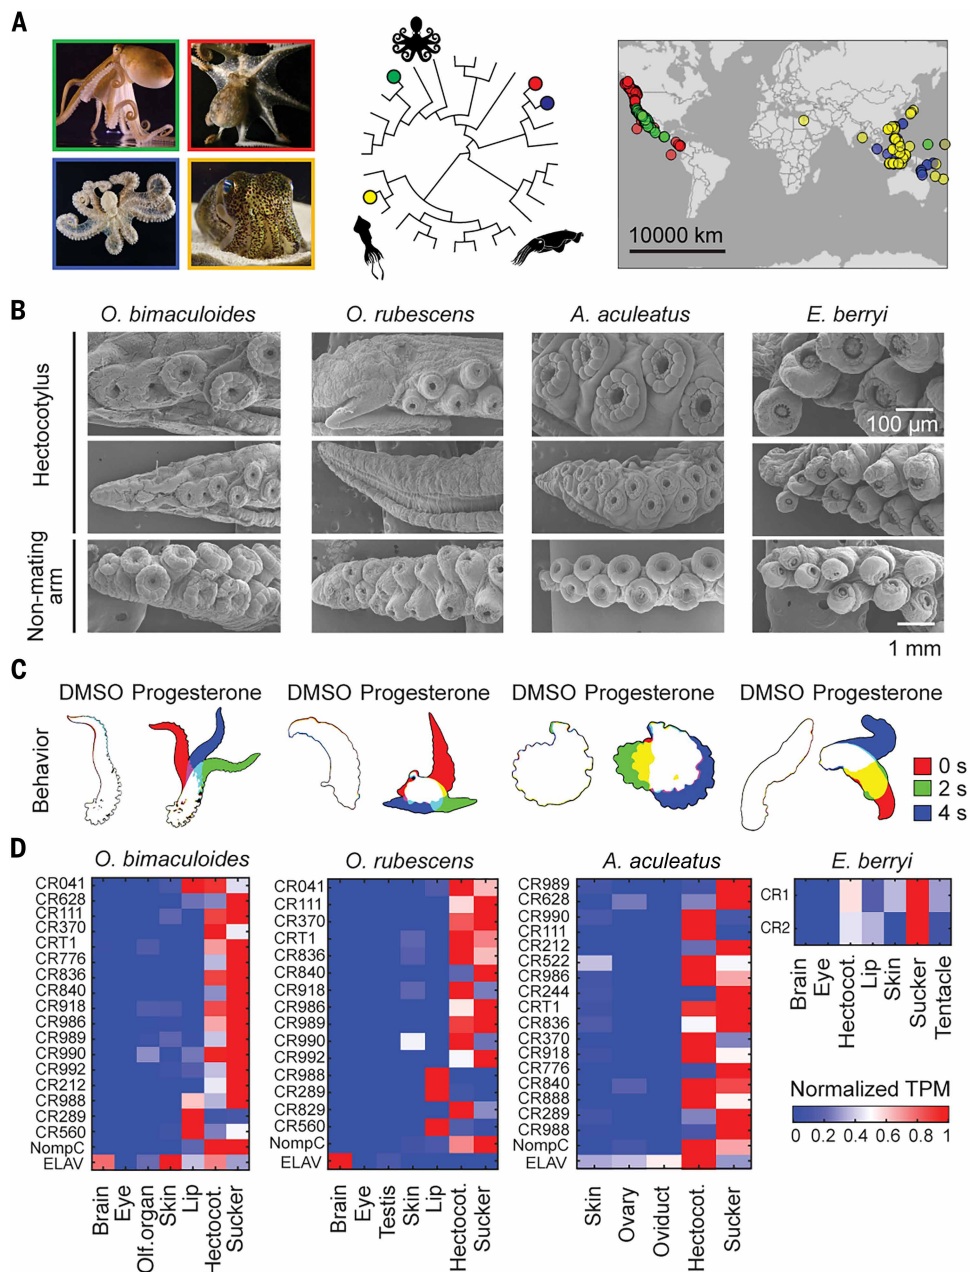 A
10000 km
B
O. bimaculoides O. rubescens A. aculeatus E. berryi
Hectocotylus
100 µm
Non-mating
arm
1 mm
C
DMSO Progesterone DMSO Progesterone DMSO Progesterone DMSO Progesterone
Behavior
0 s
2 s
4 s
D
O. bimaculoides
CR041
CR628
CR111
CR370
CRT1
CR776
CR836
CR840
CR918
CR986
CR989
CR990
CR992
CR212
CR988
CR289
CR560
NompC
ELAV
Brain
Eye
Olf.organ
Skin
Lip
Hectocot.
Sucker
O. rubescens
CR041
CR111
CR370
CRT1
CR836
CR840
CR918
CR986
CR989
CR990
CR992
CR988
CR289
CR829
CR560
NompC
ELAV
Brain
Eye
Testis
Skin
Lip
Hectocot.
Sucker
A. aculeatus
CR989
CR628
CR990
CR111
CR212
CR522
CR986
CR244
CRT1
CR836
CR370
CR918
CR776
CR840
CR888
CR289
CR988
NompC
ELAV
Skin
Ovary
Oviduct
Hectocot.
Sucker
E. berryi
CR1
CR2
Brain
Eye
Hectocot.
Lip
Skin
Sucker
Tentacle
Normalized TPM
0 0.2 0.4 0.6 0.8 1